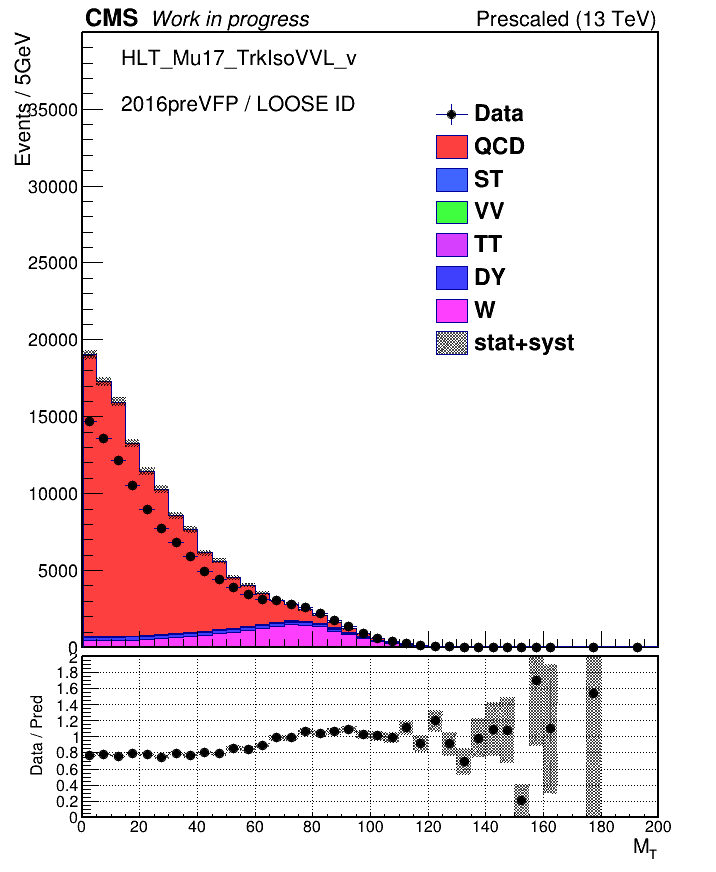 CMS Work in progress Prescaled (13 TeV)
Events / 5GeV
HLT_Mu17_TrkIsoVVL_v
2016preVFP / LOOSE ID
Data
QCD
ST
VV
TT
DY
W
stat+syst
35000
30000
25000
20000
15000
10000
5000
0
Data / Pred
2
1.8
1.6
1.4
1.2
1
0.8
0.6
0.4
0.2
0
0 20 40 60 80 100 120 140 160 180 200
M_T